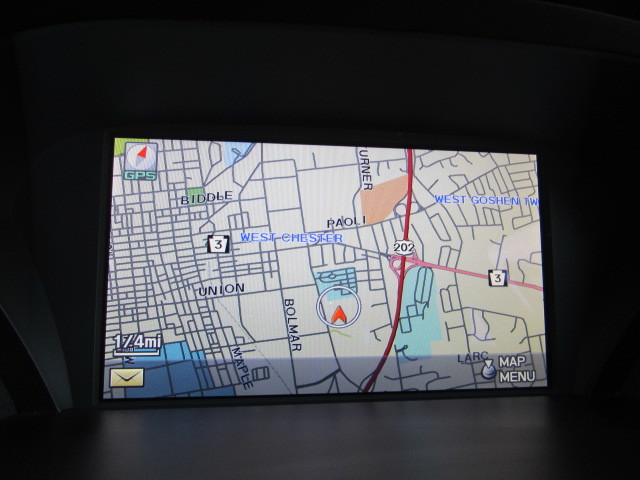 GPS
URNER
BIDDLE
WEST GOSHEN TW
PAOLI
WEST CHESTER
3
202
3
UNION
BOLMAR
1/4mi
MAPLE
LARC
MAP
MENU